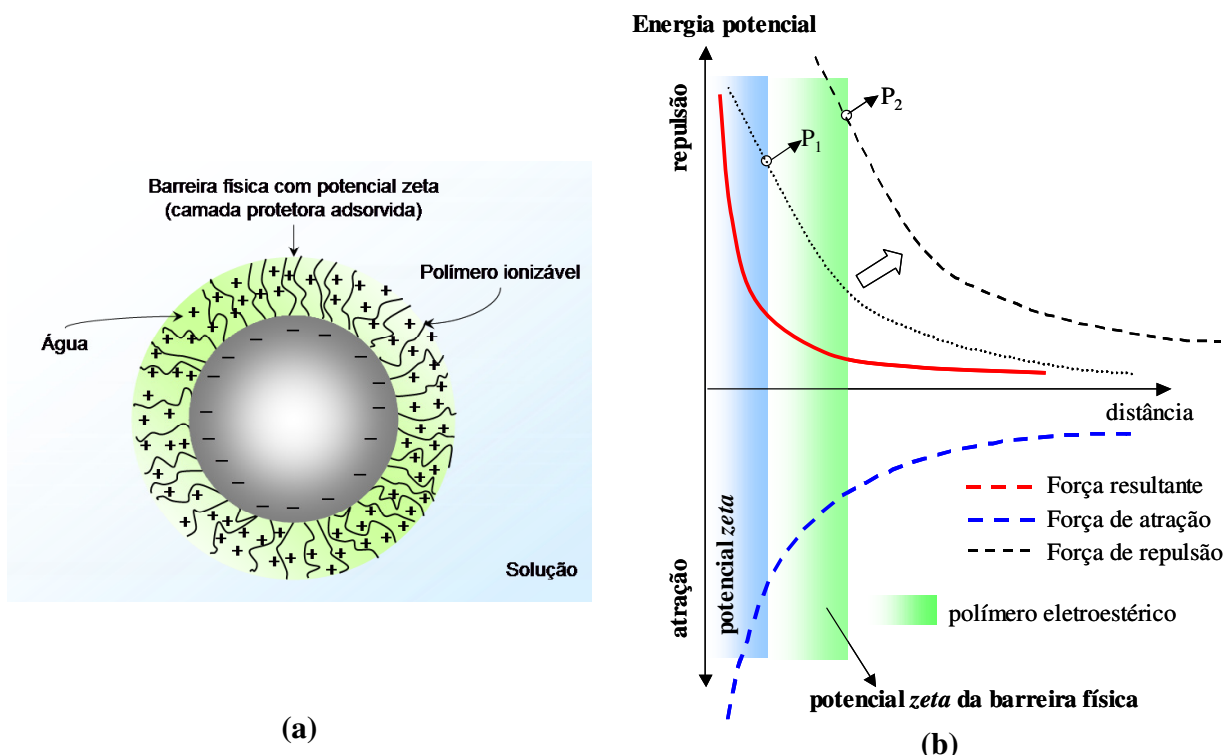 Barreira física com potencial zeta
(camada protetora adsorvida)
Polímero ionizável
Água
Solução
(a)
Energia potencial
repulsão
P2
P1
distância
potencial zeta
atração
Força resultante
Força de atração
Força de repulsão
polímero eletroestérico
potencial zeta da barreira física
(b)